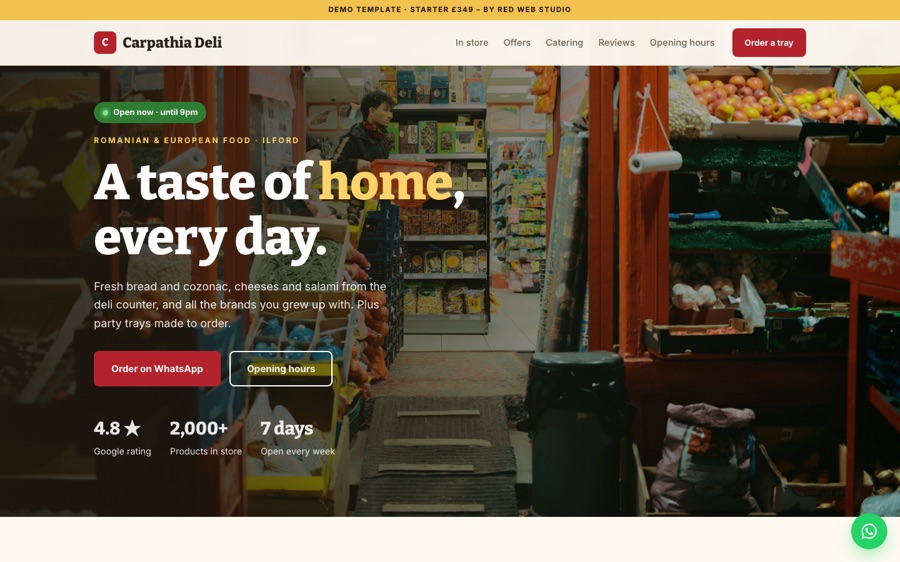 DEMO TEMPLATE · STARTER £349 – BY RED WEB STUDIO
C
Carpathia Deli
In store
Offers
Catering
Reviews
Opening hours
Order a tray
Open now · until 9pm
ROMANIAN & EUROPEAN FOOD · ILFORD
A taste of home,
every day.
Fresh bread and cozonac, cheeses and salami from the
deli counter, and all the brands you grew up with. Plus
party trays made to order.
Order on WhatsApp
Opening hours
4.8 ★
2,000+
7 days
Google rating
Products in store
Open every week